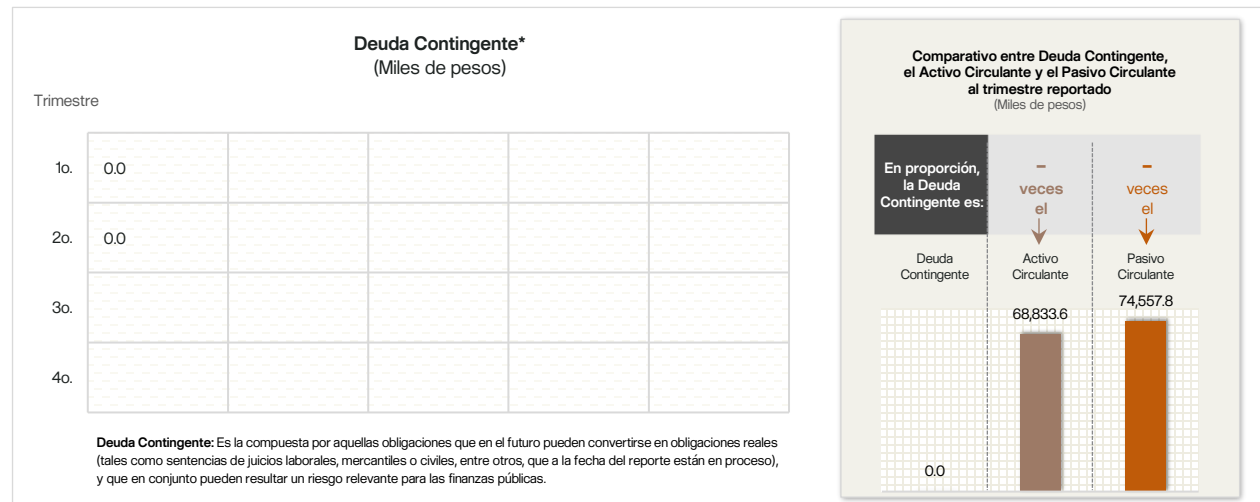 Deuda Contingente*
(Miles de pesos)
Trimestre
1o. 0.0
2o. 0.0
3o.
4o.
Deuda Contingente: Es la compuesta por aquellas obligaciones que en el futuro pueden convertirse en obligaciones reales
(tales como sentencias de juicios laborales, mercantiles o civiles, entre otros, que a la fecha del reporte están en proceso),
y que en conjunto pueden resultar un riesgo relevante para las finanzas públicas.
Comparativo entre Deuda Contingente,
el Activo Circulante y el Pasivo Circulante
al trimestre reportado
(Miles de pesos)
En proporción,
la Deuda
Contingente es:
–
veces
el
–
veces
el
Deuda
Contingente
Activo
Circulante
Pasivo
Circulante
0.0
68,833.6
74,557.8